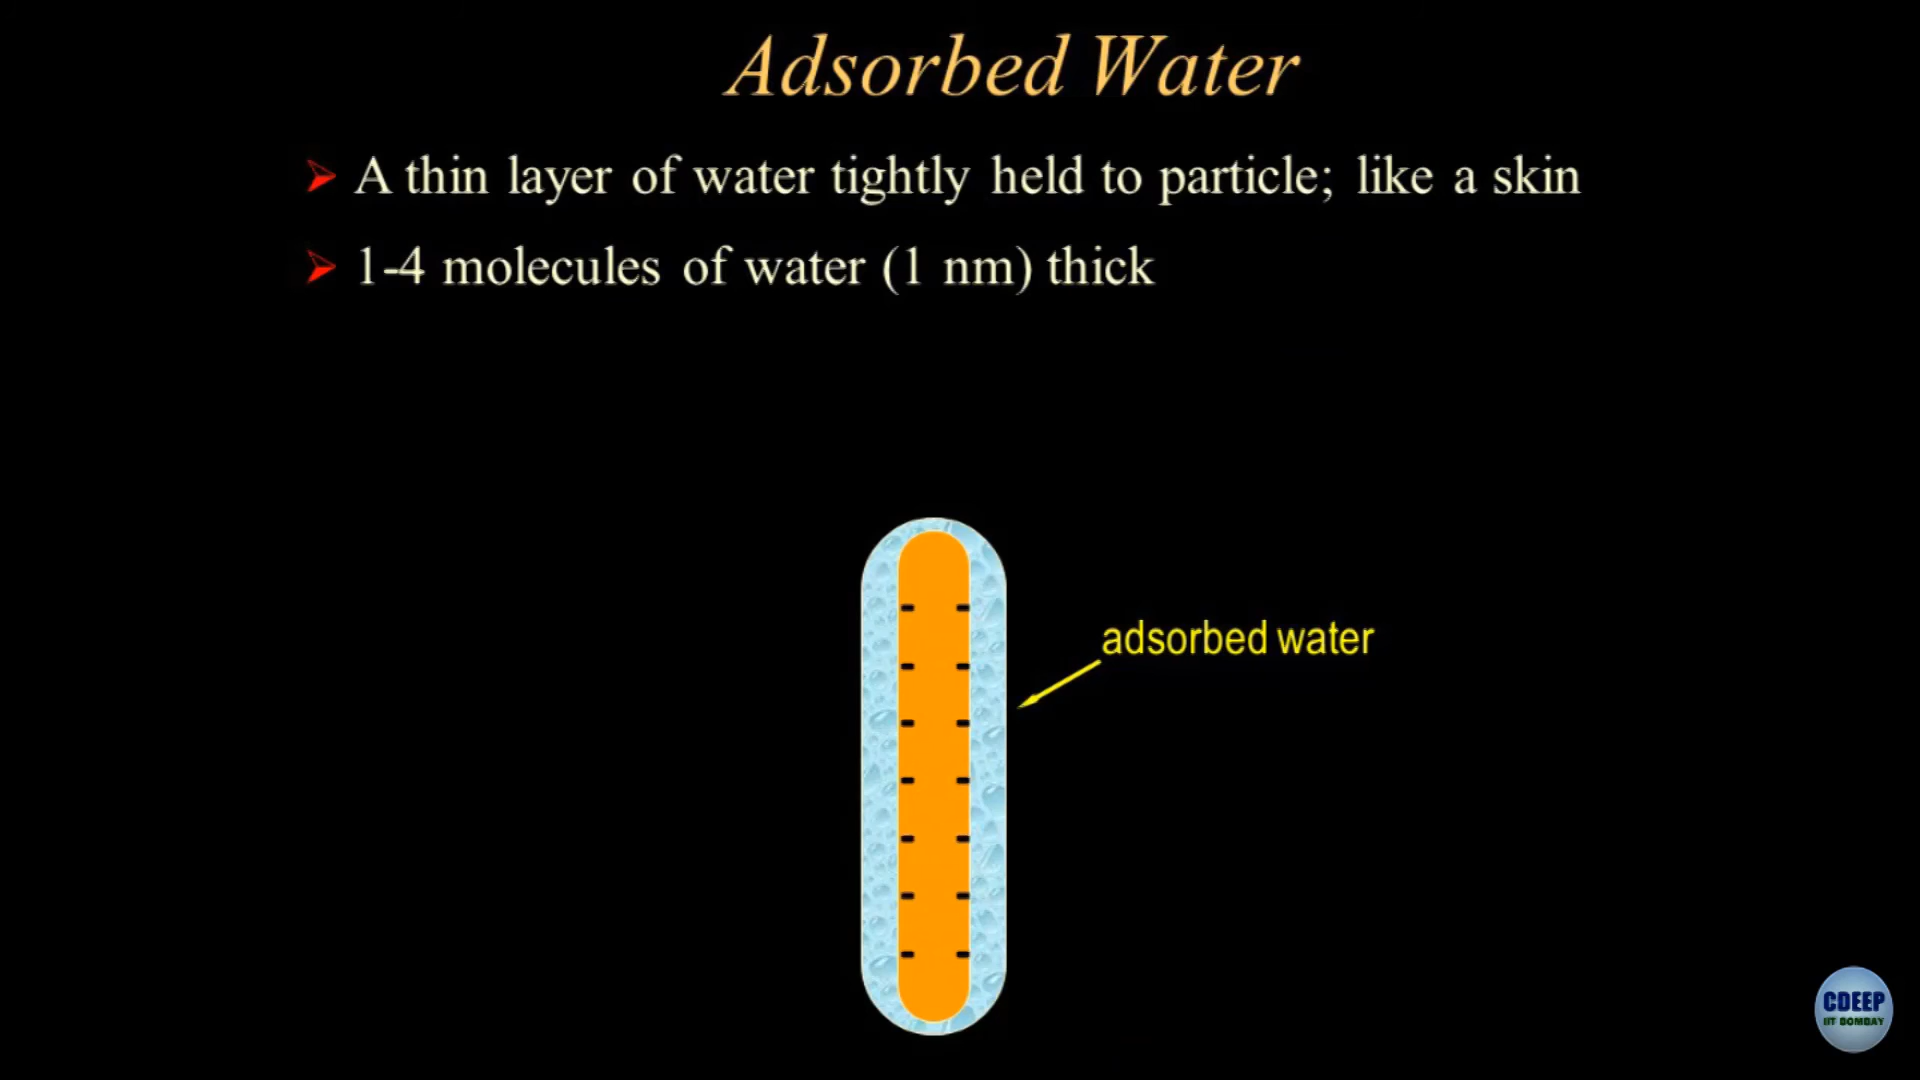 Adsorbed Water
A thin layer of water tightly held to particle; like a skin
1-4 molecules of water (1 nm) thick
adsorbed water
CDEEP
IIT BOMBAY